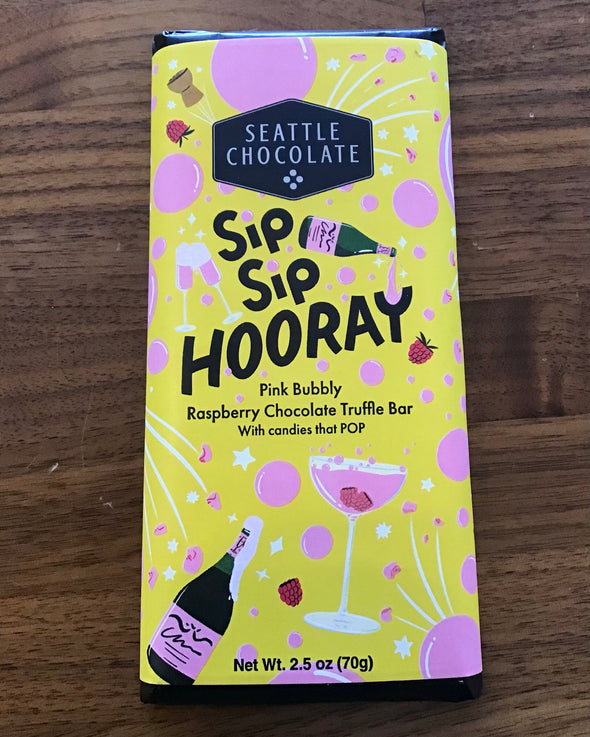 SEATTLE
CHOCOLATE
Sip
Sip
HOORAY
Pink Bubbly
Raspberry Chocolate Truffle Bar
With candies that POP
Net Wt. 2.5 oz (70g)